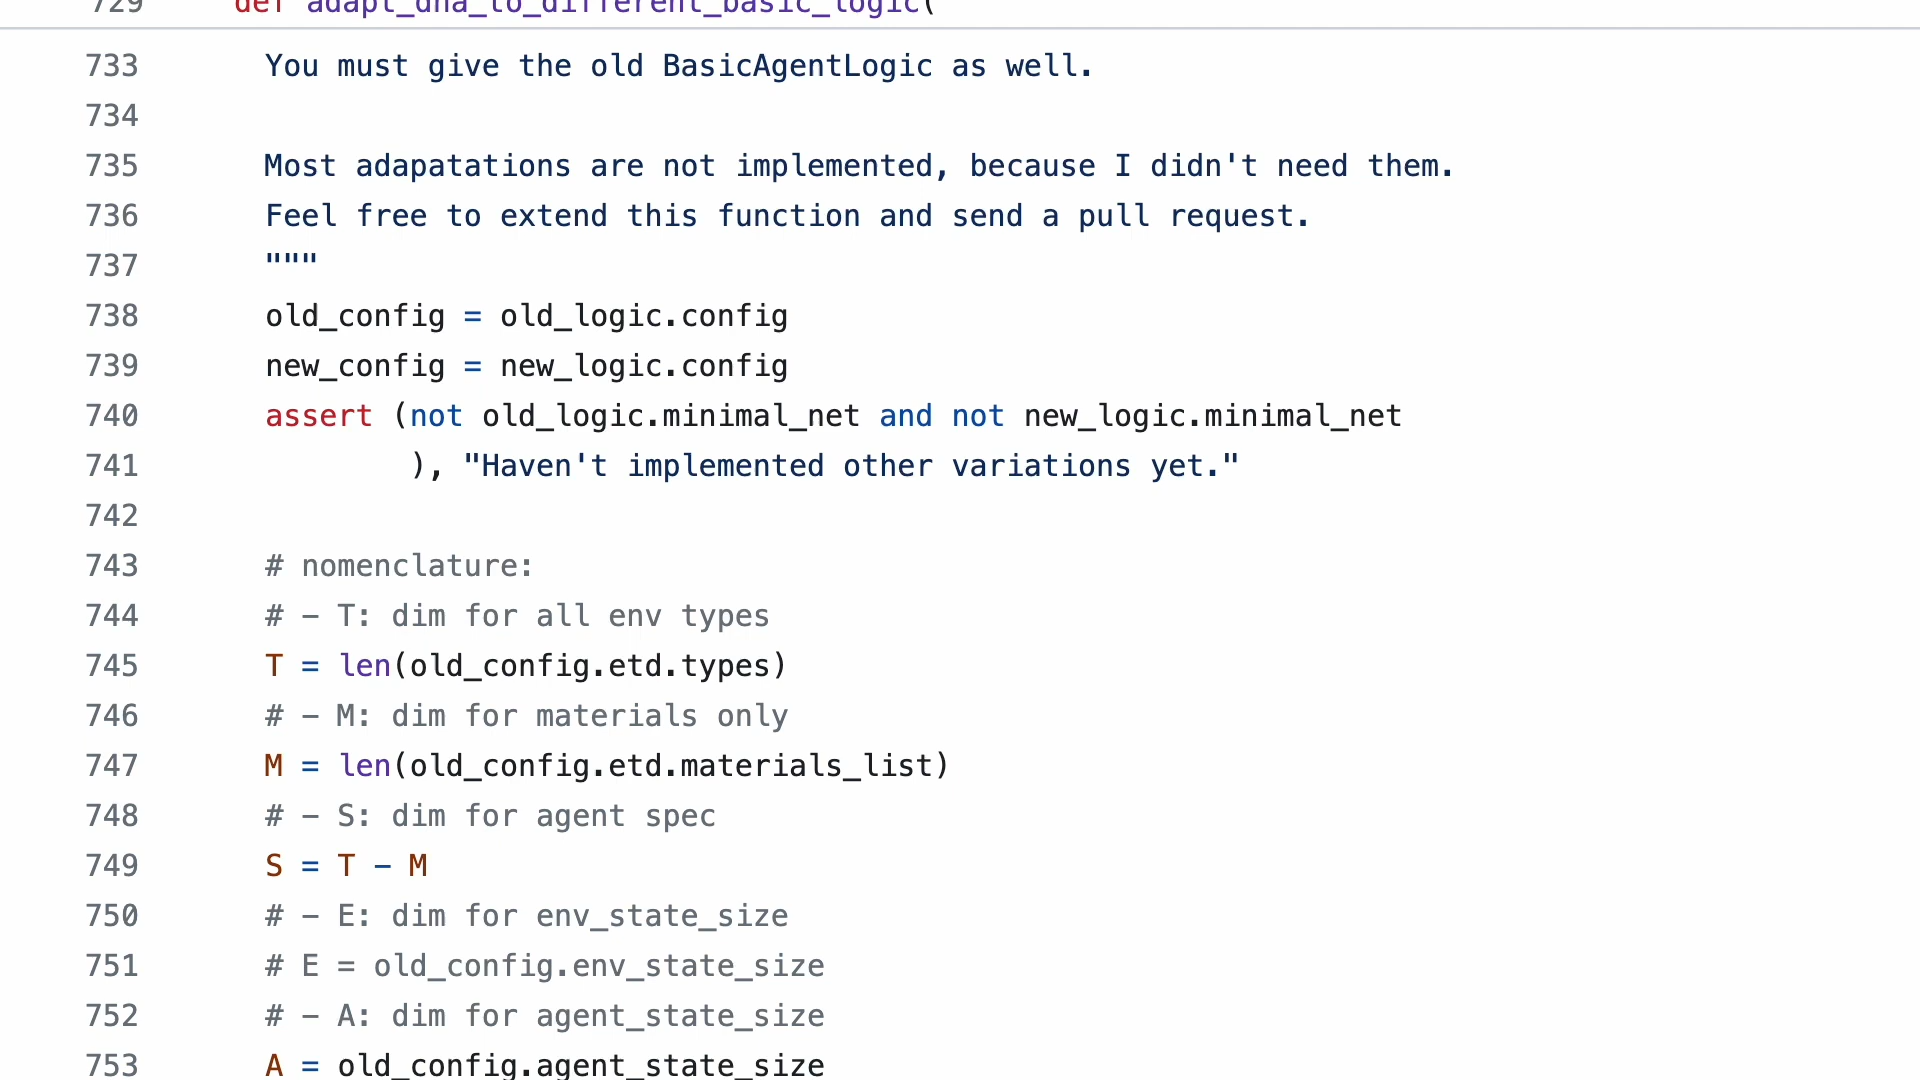 729 def adapt_dna_to_different_basic_logic(
733 You must give the old BasicAgentLogic as well.
734
735 Most adapatations are not implemented, because I didn't need them.
736 Feel free to extend this function and send a pull request.
737 """
738 old_config = old_logic.config
739 new_config = new_logic.config
740 assert (not old_logic.minimal_net and not new_logic.minimal_net
741 ), "Haven't implemented other variations yet."
742
743 # nomenclature:
744 # – T: dim for all env types
745 T = len(old_config.etd.types)
746 # – M: dim for materials only
747 M = len(old_config.etd.materials_list)
748 # – S: dim for agent spec
749 S = T – M
750 # – E: dim for env_state_size
751 # E = old_config.env_state_size
752 # – A: dim for agent_state_size
753 A = old_config.agent_state_size